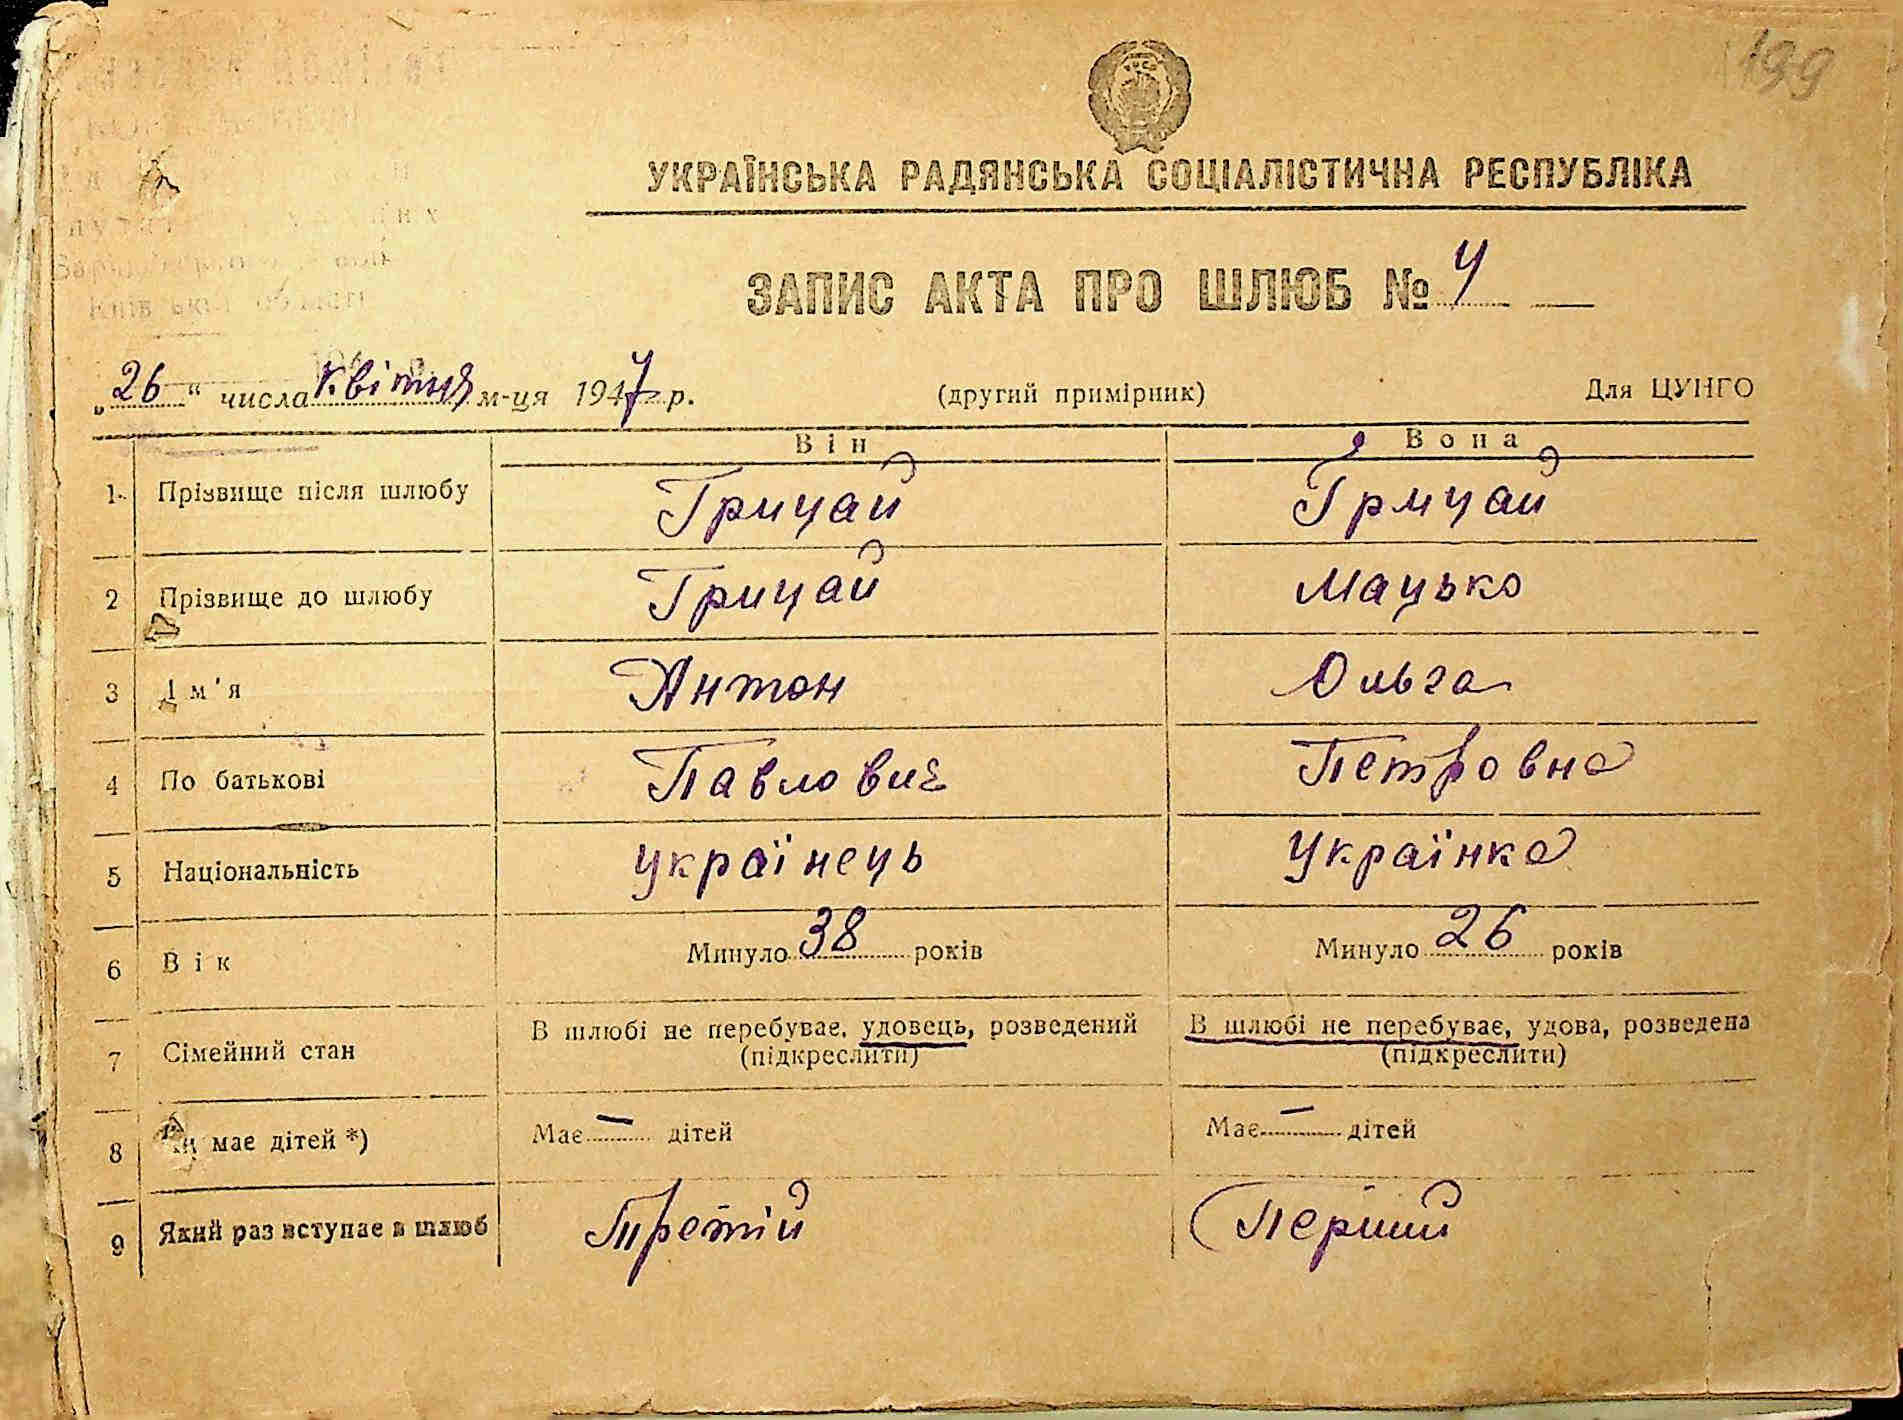 199
УКРАЇНСЬКА РАДЯНСЬКА СОЦІАЛІСТИЧНА РЕСПУБЛІКА
ЗАПИС АКТА ПРО ШЛЮБ № 4
„26“ числа квітня м-ця 1947 р. (другий примірник) Для ЦУНГО
Він Вона
1. Прізвище після шлюбу Грицай Грицай
2 Прізвище до шлюбу Грицай Мацько
3 Ім'я Антон Ольга
4 По батькові Павлович Петровна
5 Національність українець Українка
6 Вік Минуло 38 років Минуло 26 років
7 Сімейний стан В шлюбі не перебуває, удовець, розведений В шлюбі не перебуває, удова, розведена
(підкреслити) (підкреслити)
8 має дітей *) Має — дітей Має — дітей
9 Який раз вступає в шлюб Третій Перший